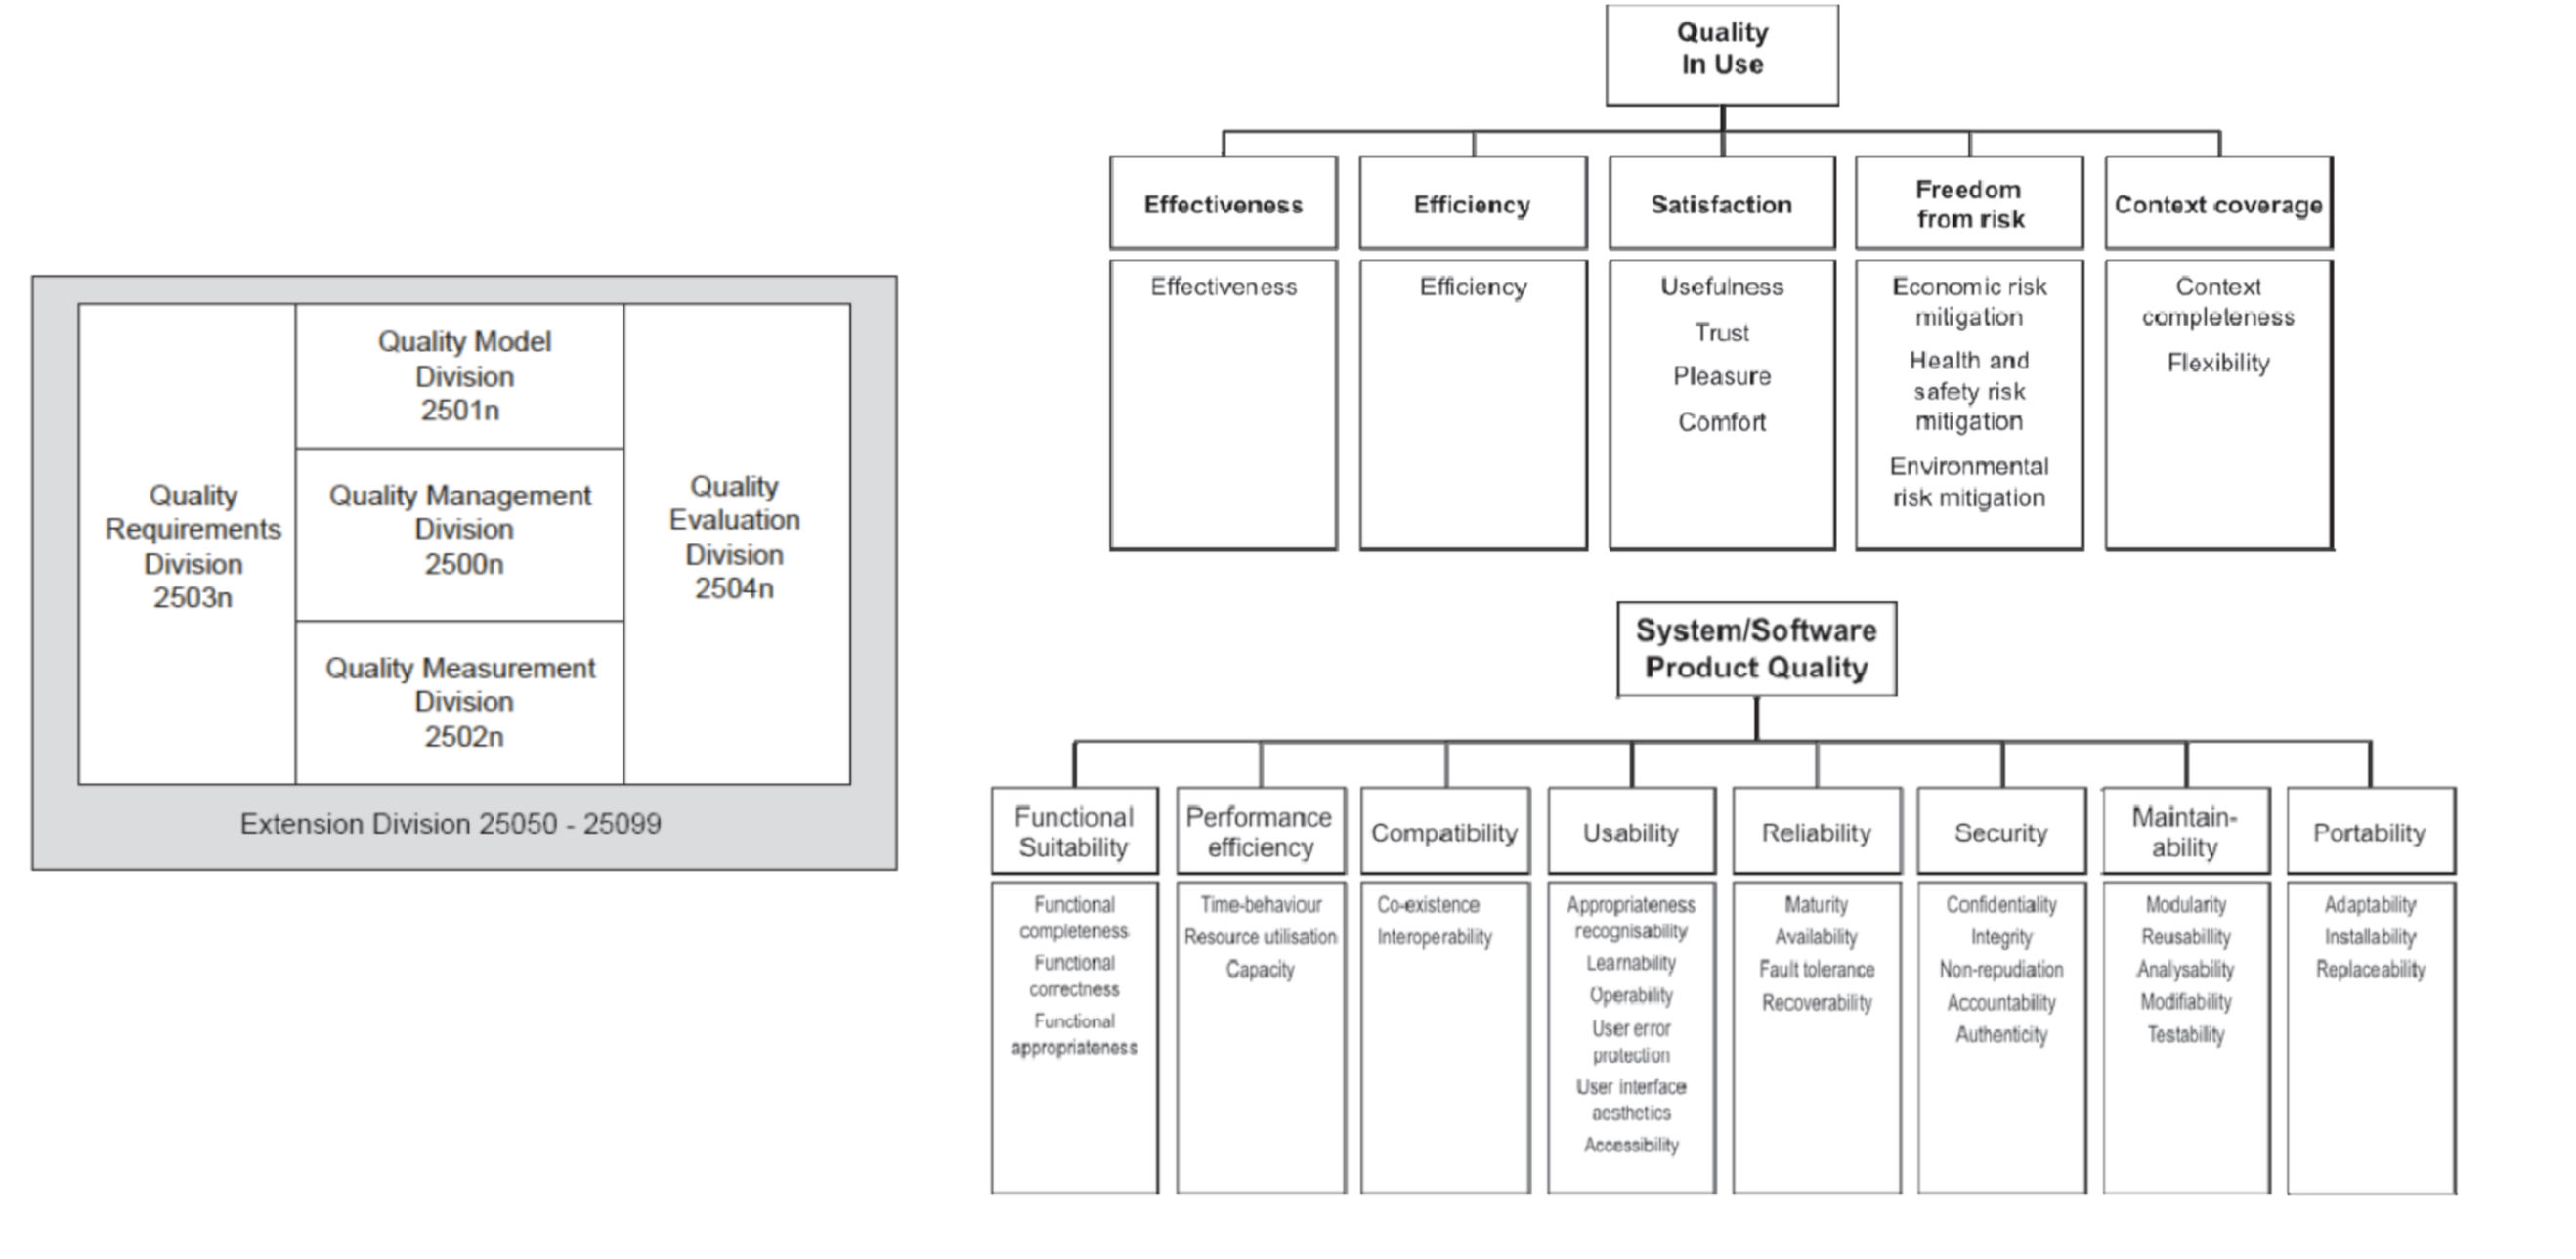 Quality Model
Division
2501n
Quality
Requirements
Division
2503n
Quality Management
Division
2500n
Quality
Evaluation
Division
2504n
Quality Measurement
Division
2502n
Extension Division 25050 - 25099
Quality
In Use
Effectiveness
Efficiency
Satisfaction
Freedom
from risk
Context coverage
Effectiveness
Efficiency
Usefulness
Trust
Pleasure
Comfort
Economic risk
mitigation
Health and
safety risk
mitigation
Environmental
risk mitigation
Context
completeness
Flexibility
System/Software
Product Quality
Functional
Suitability
Performance
efficiency
Compatibility
Usability
Reliability
Security
Maintain-
ability
Portability
Functional
completeness
Functional
correctness
Functional
appropriateness
Time-behaviour
Resource utilisation
Capacity
Co-existence
Interoperability
Appropriateness
recognisability
Learnability
Operability
User error
protection
User interface
aesthetics
Accessibility
Maturity
Availability
Fault tolerance
Recoverability
Confidentiality
Integrity
Non-repudiation
Accountability
Authenticity
Modularity
Reusabillity
Analysability
Modifiability
Testability
Adaptability
Installability
Replaceability